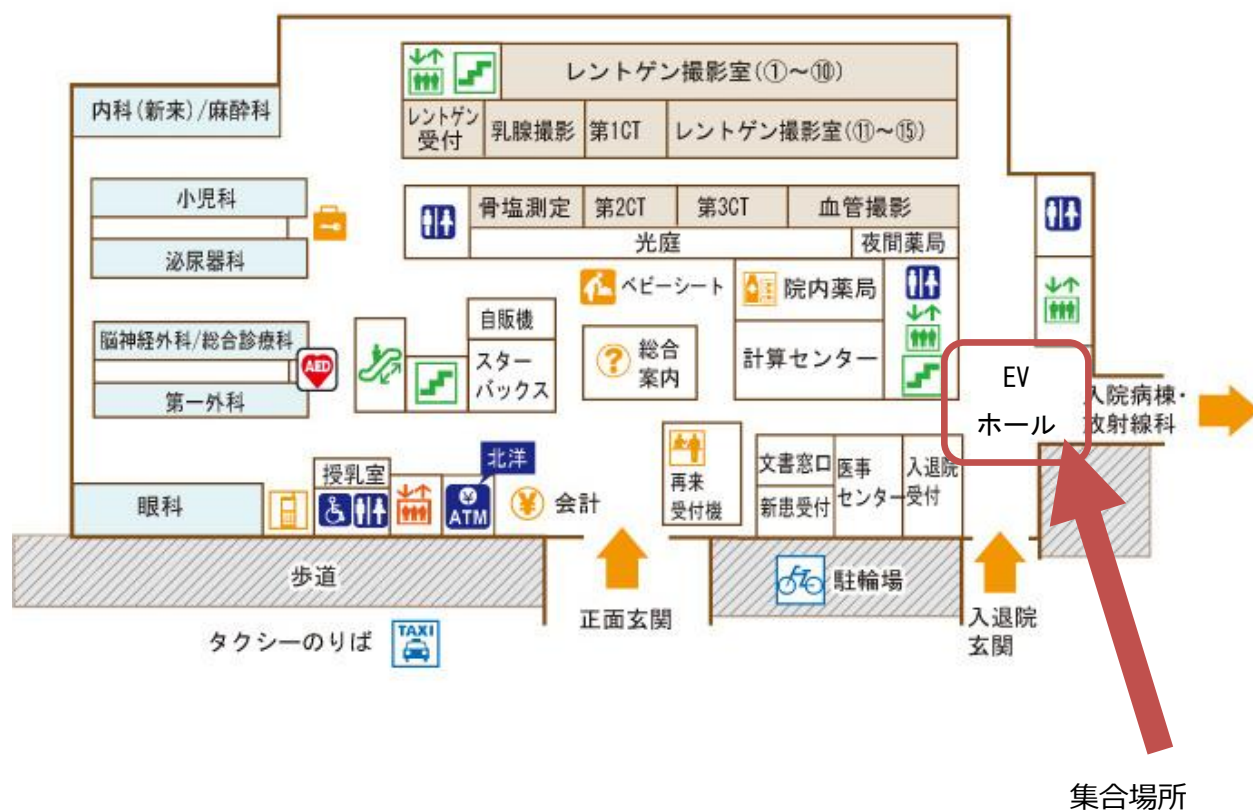 レントゲン撮影室(①～⑩)
内科(新来)/麻酔科
レントゲン
受付
乳腺撮影
第1CT
レントゲン撮影室(⑪～⑮)
小児科
泌尿器科
骨塩測定
第2CT
第3CT
血管撮影
光庭
夜間薬局
ベビーシート
院内薬局
自販機
脳神経外科/総合診療科
AED
第一外科
スター
バックス
?
総合
案内
計算センター
EV
ホール
入院病棟・
放射線科
北洋
授乳室
眼科
¥
ATM
¥
会計
再来
受付機
文書窓口
新患受付
医事
センター
入退院
受付
歩道
正面玄関
駐輪場
入退院
玄関
タクシーのりば
TAXI
集合場所